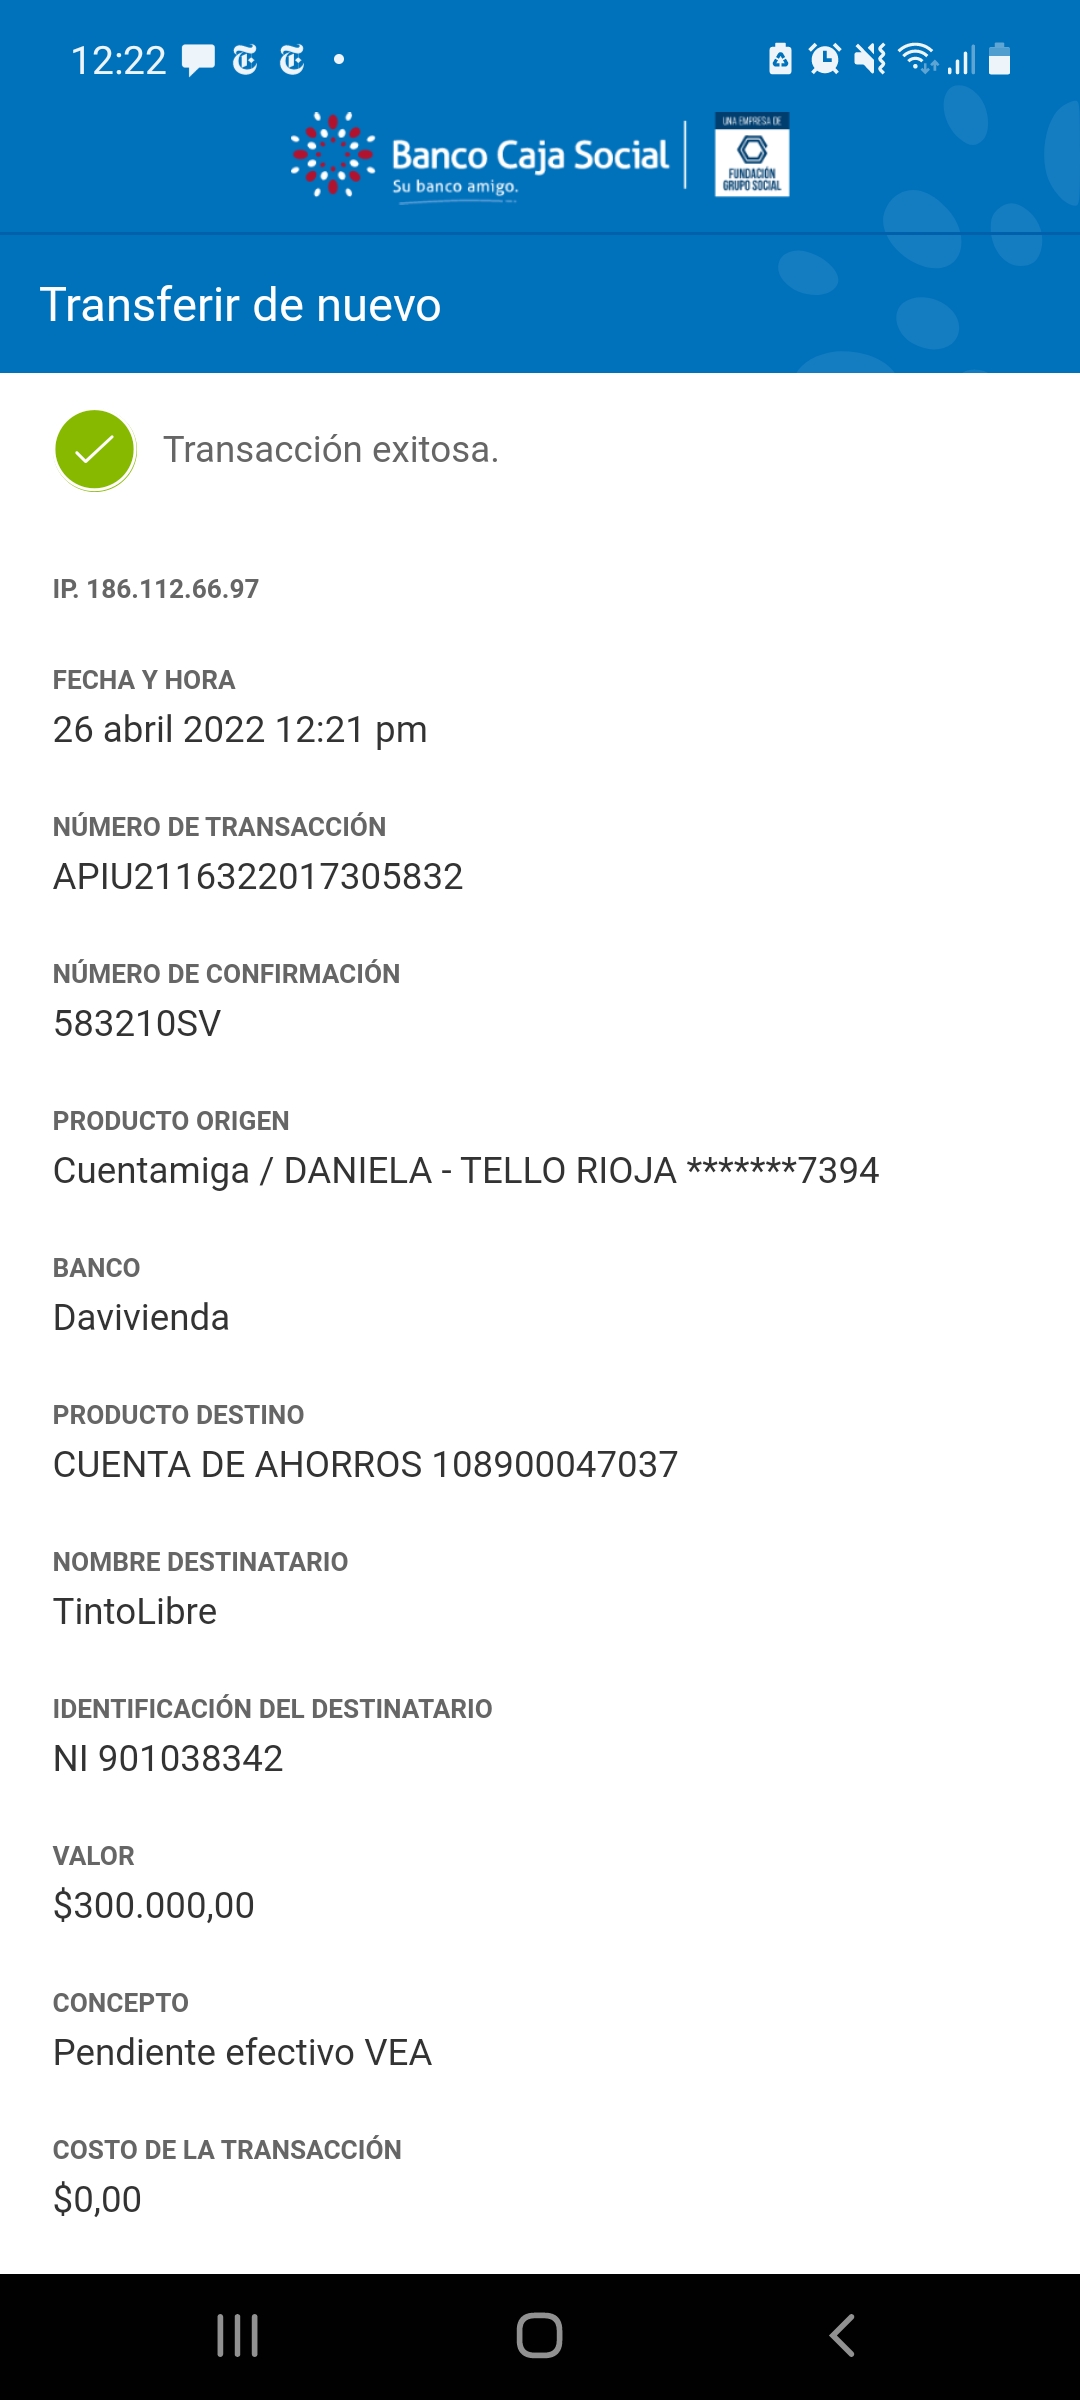 12:22
UNA EMPRESA DE
Banco Caja Social
FUNDACIÓN
Su banco amigo.
GRUPO SOCIAL
Transferir de nuevo
Transacción exitosa.
IP. 186.112.66.97
FECHA Y HORA
26 abril 2022 12:21 pm
NÚMERO DE TRANSACCIÓN
APIU2116322017305832
NÚMERO DE CONFIRMACIÓN
583210SV
PRODUCTO ORIGEN
Cuentamiga / DANIELA - TELLO RIOJA *******7394
BANCO
Davivienda
PRODUCTO DESTINO
CUENTA DE AHORROS 108900047037
NOMBRE DESTINATARIO
TintoLibre
IDENTIFICACIÓN DEL DESTINATARIO
NI 901038342
VALOR
$300.000,00
CONCEPTO
Pendiente efectivo VEA
COSTO DE LA TRANSACCIÓN
$0,00